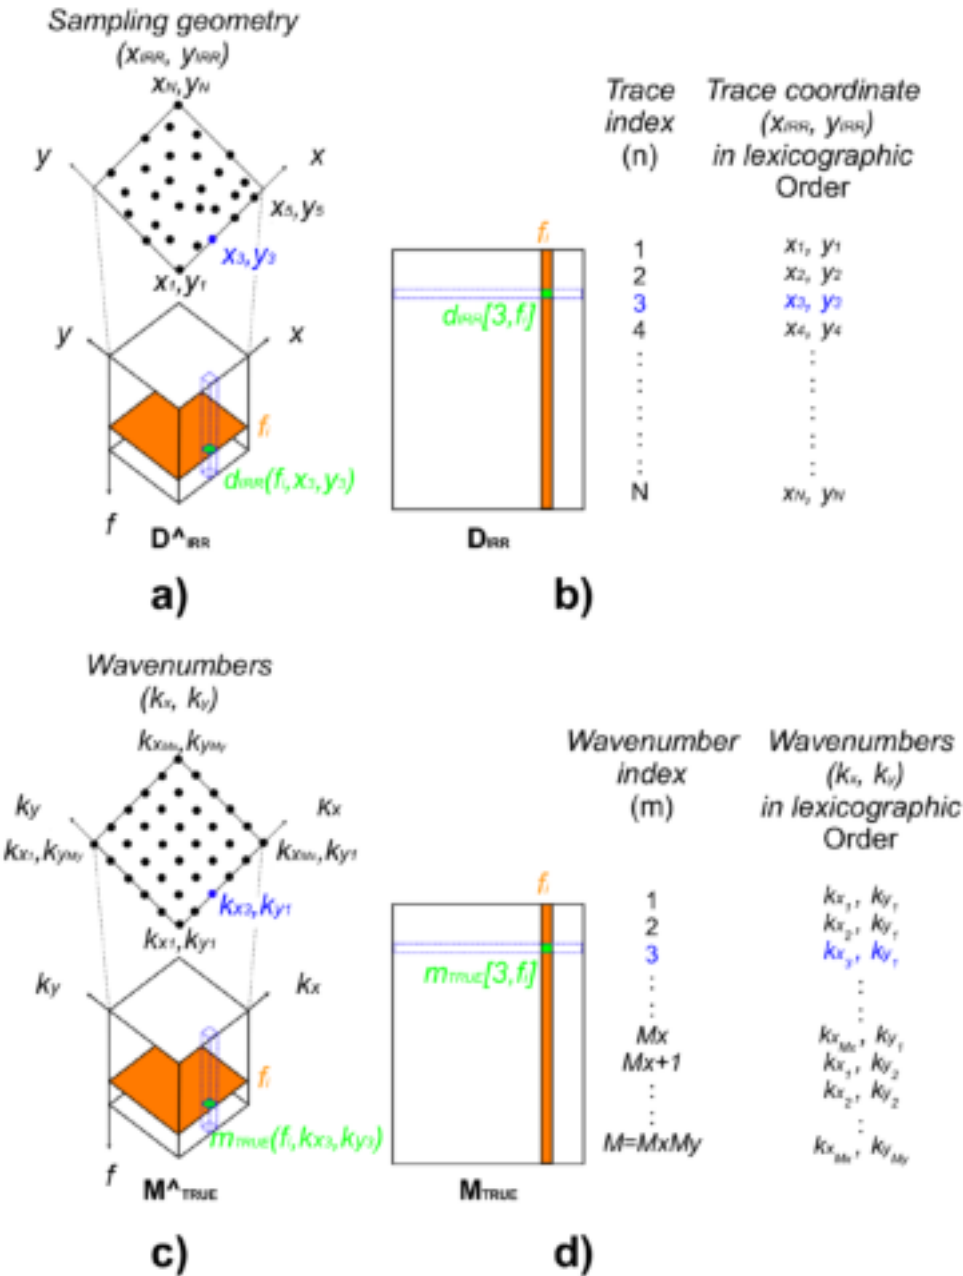 Sampling geometry
(xIRR, yIRR)
xN,yN
y
x
x5,y5
x3,y3
x1,y1
y
x
fi
dIRR(fi,x3,y3)
f
D^IRR
a)
fi
dIRR[3,fi]
DIRR
b)
Trace
index
(n)
1
2
3
4
N
Trace coordinate
(xIRR, yIRR)
in lexicographic
Order
x1, y1
x2, y2
x3, y3
x4, y4
xN, yN
Wavenumbers
(kx, ky)
kxMx,kyMy
ky
kx
kx1,kyMy
kxMx,ky1
kx3,ky1
kx1,ky1
ky
kx
fi
mTRUE(fi,kx3,ky3)
f
M^TRUE
c)
fi
mTRUE[3,fi]
MTRUE
d)
Wavenumber
index
(m)
1
2
3
Mx
Mx+1
M=MxMy
Wavenumbers
(kx, ky)
in lexicographic
Order
kx1, ky1
kx2, ky1
kx3, ky1
kxMx, ky1
kx1, ky2
kx2, ky2
kxMx, kyMy